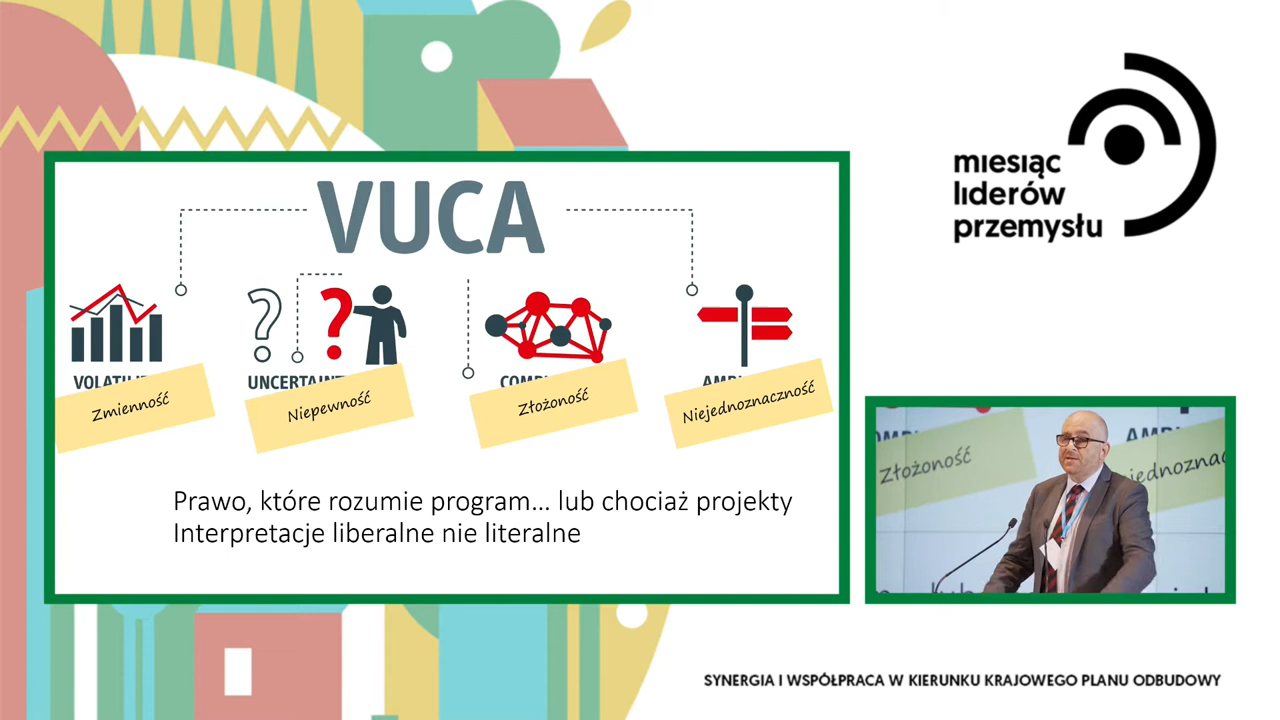 VUCA
Zmienność
UNCERTAINT
Niepewność
Złożoność
Niejednoznaczność
Prawo, które rozumie program... lub chociaż projekty
Interpretacje liberalne nie literalne
miesiąc
liderów
przemysłu
Złożoność
SYNERGIA I WSPÓŁPRACA W KIERUNKU KRAJOWEGO PLANU ODBUDOWY